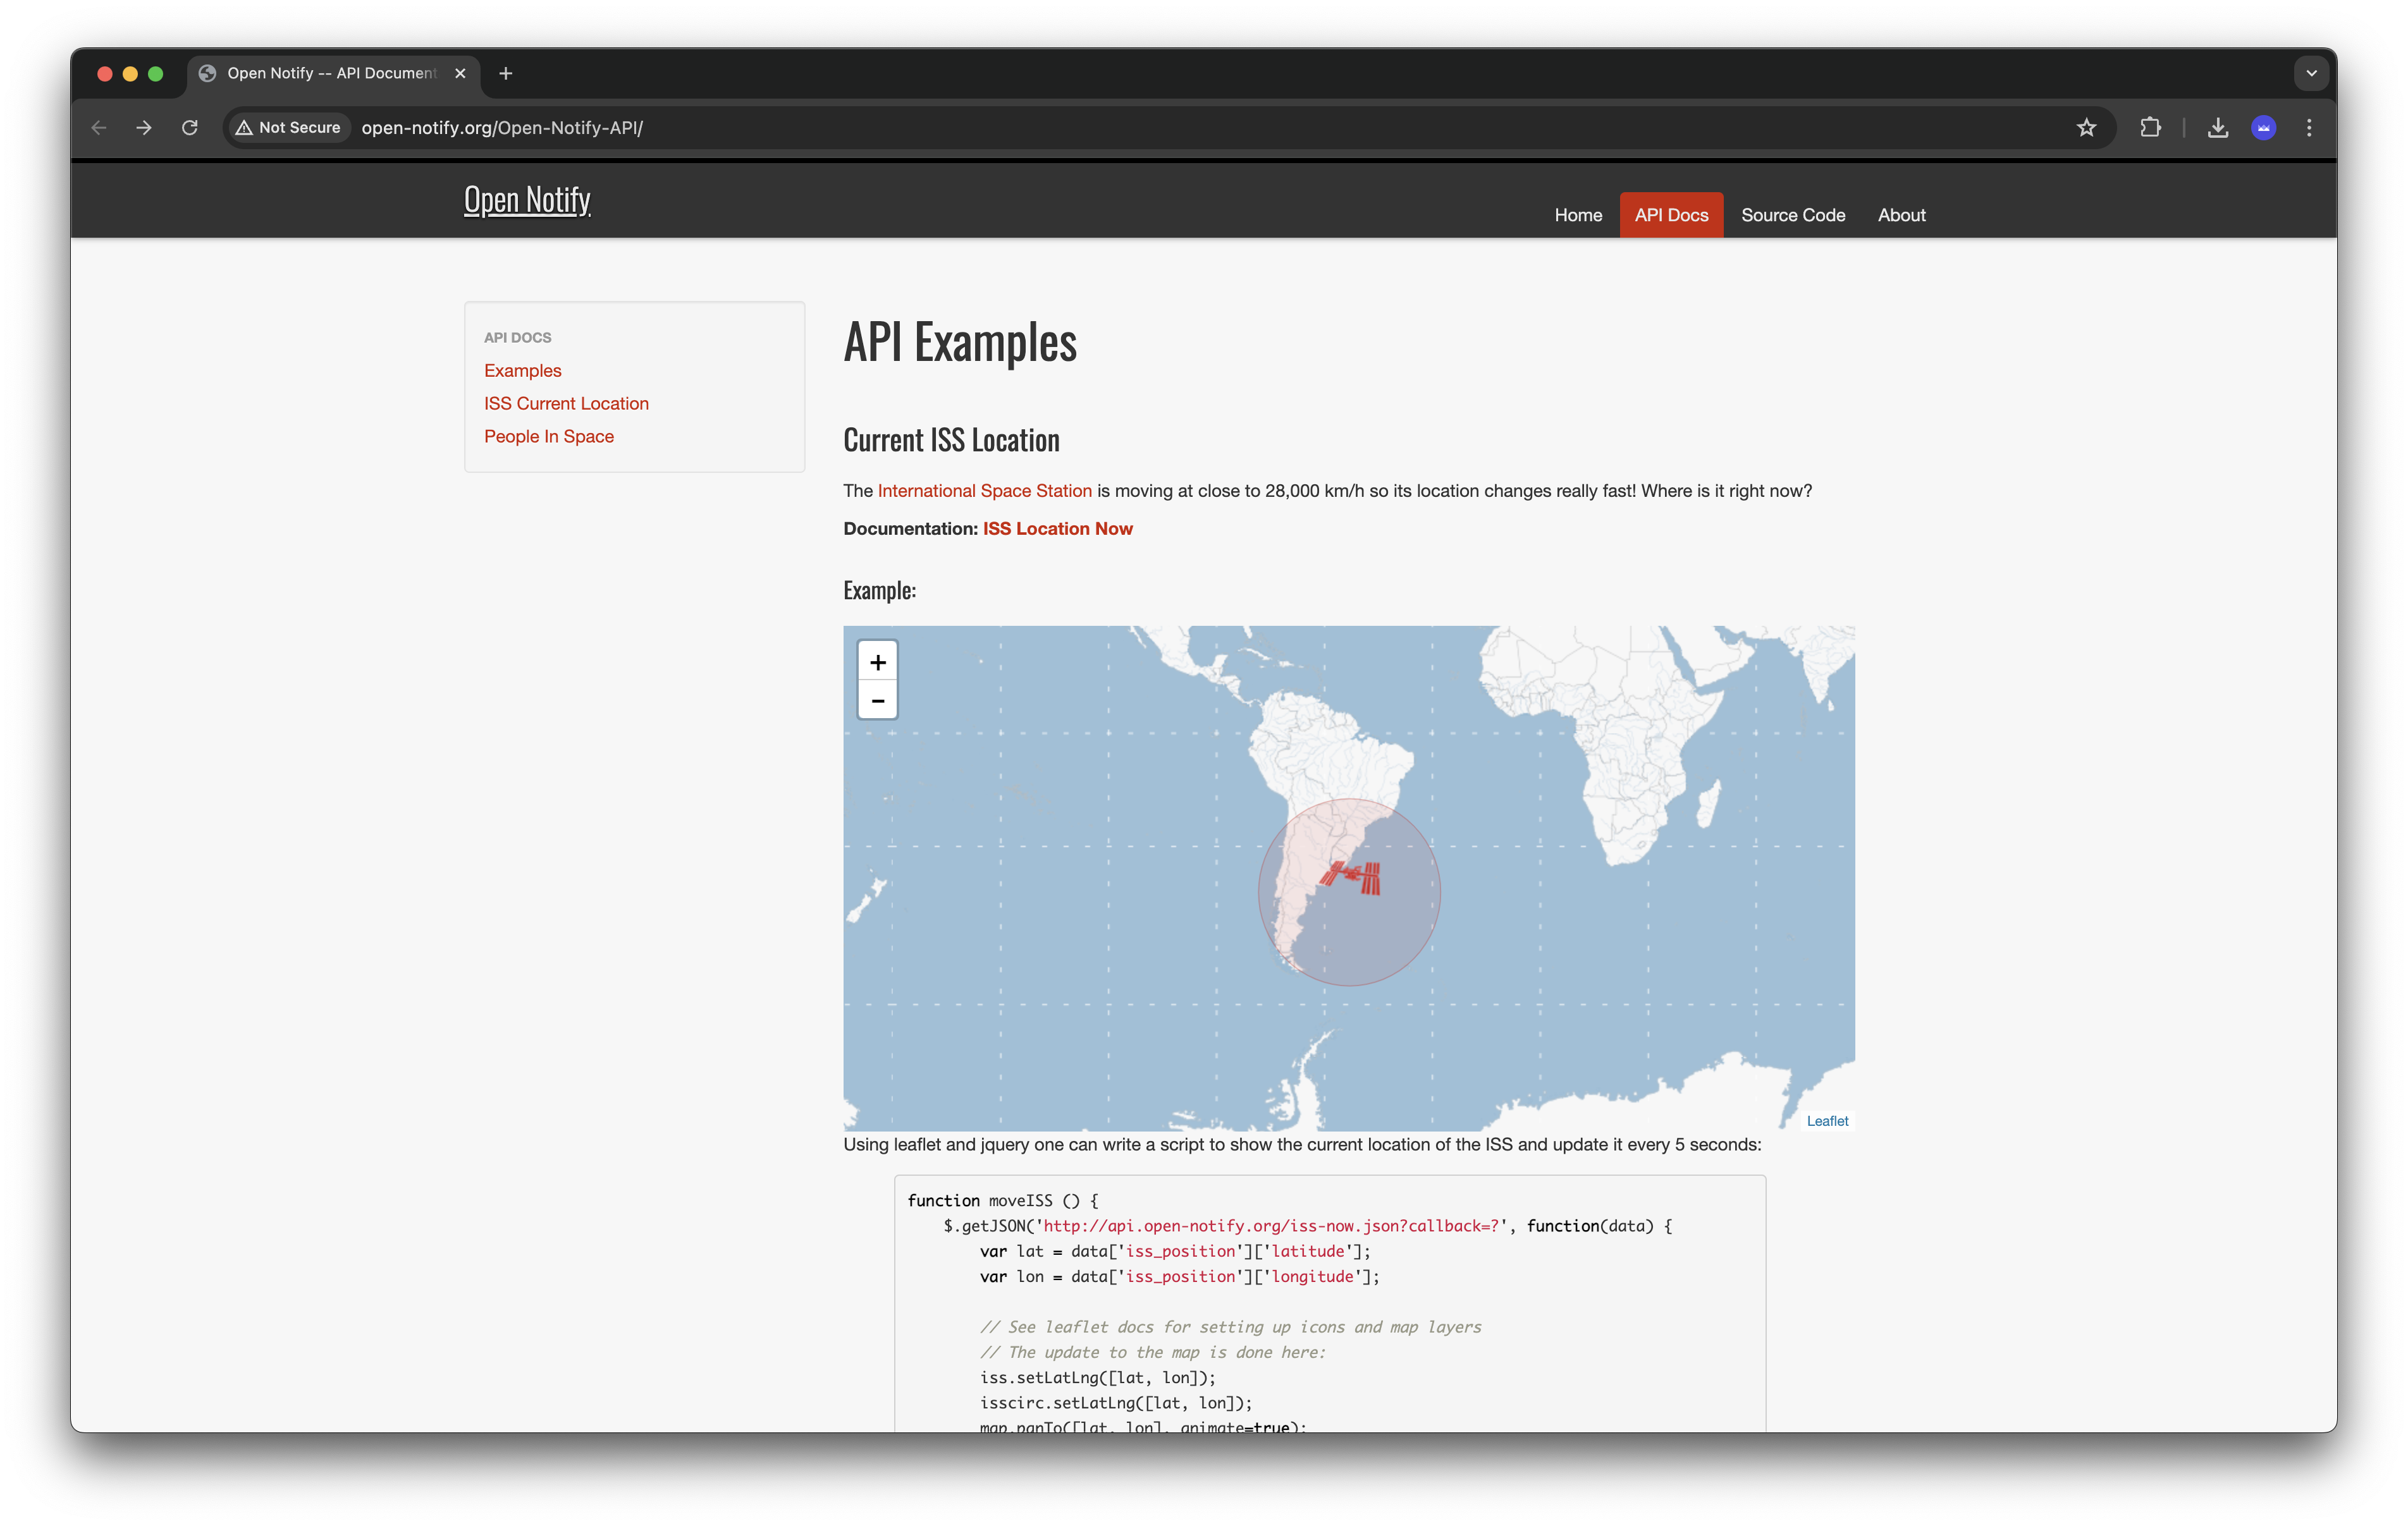 Open Notify -- API Document
Not Secure
open-notify.org/Open-Notify-API/
Open Notify
Home
API Docs
Source Code
About
API DOCS
Examples
ISS Current Location
People In Space
API Examples
Current ISS Location
The International Space Station is moving at close to 28,000 km/h so its location changes really fast! Where is it right now?
Documentation: ISS Location Now
Example:
+
−
Leaflet
Using leaflet and jquery one can write a script to show the current location of the ISS and update it every 5 seconds:
function moveISS () {
    $.getJSON('http://api.open-notify.org/iss-now.json?callback=?', function(data) {
        var lat = data['iss_position']['latitude'];
        var lon = data['iss_position']['longitude'];
        // See leaflet docs for setting up icons and map layers
        // The update to the map is done here:
        iss.setLatLng([lat, lon]);
        isscirc.setLatLng([lat, lon]);
        map.panTo([lat, lon], animate=true);